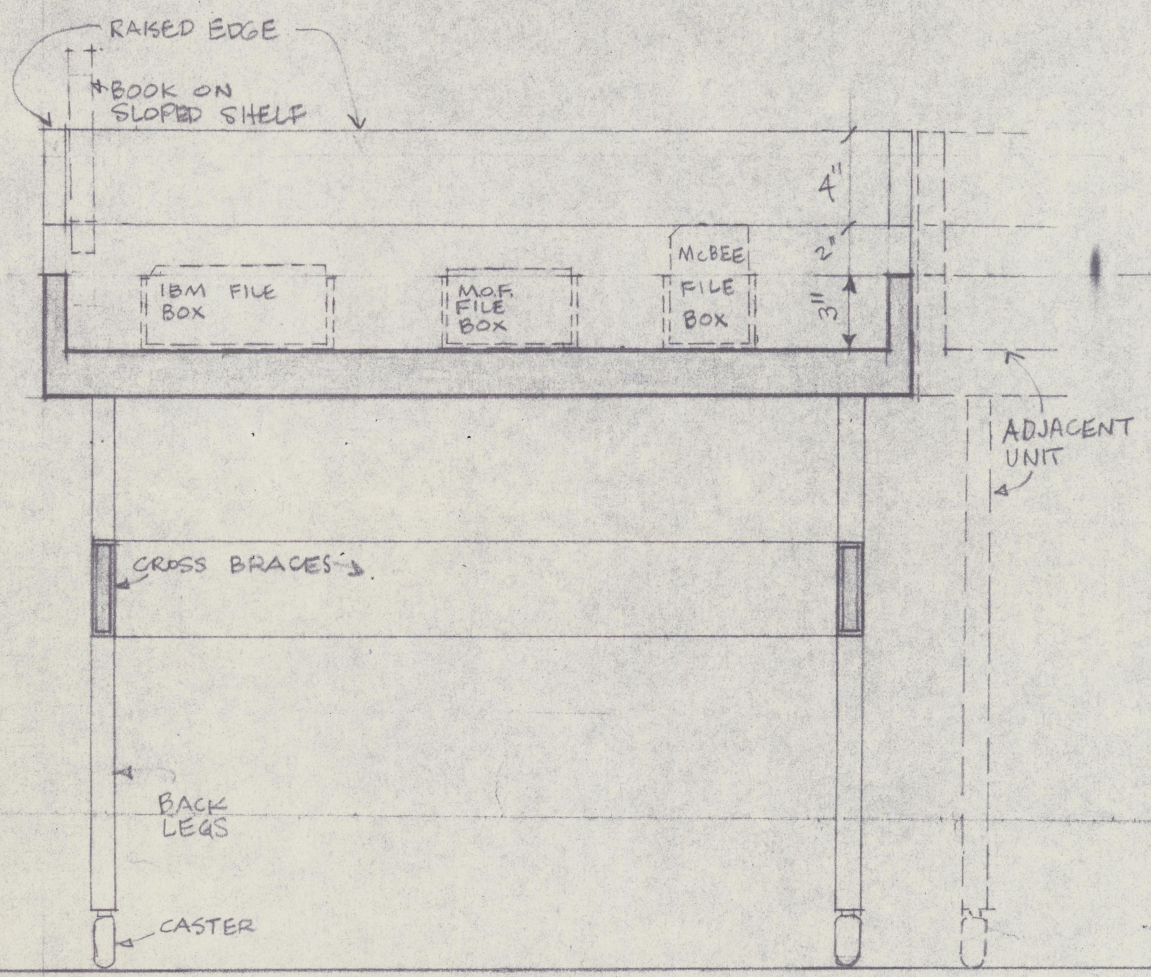 RAISED EDGE
BOOK ON
SLOPED SHELF
4"
2"
3"
IBM FILE
BOX
M.O.F.
FILE
BOX
McBEE
FILE
BOX
ADJACENT
UNIT
CROSS BRACES
BACK
LEGS
CASTER